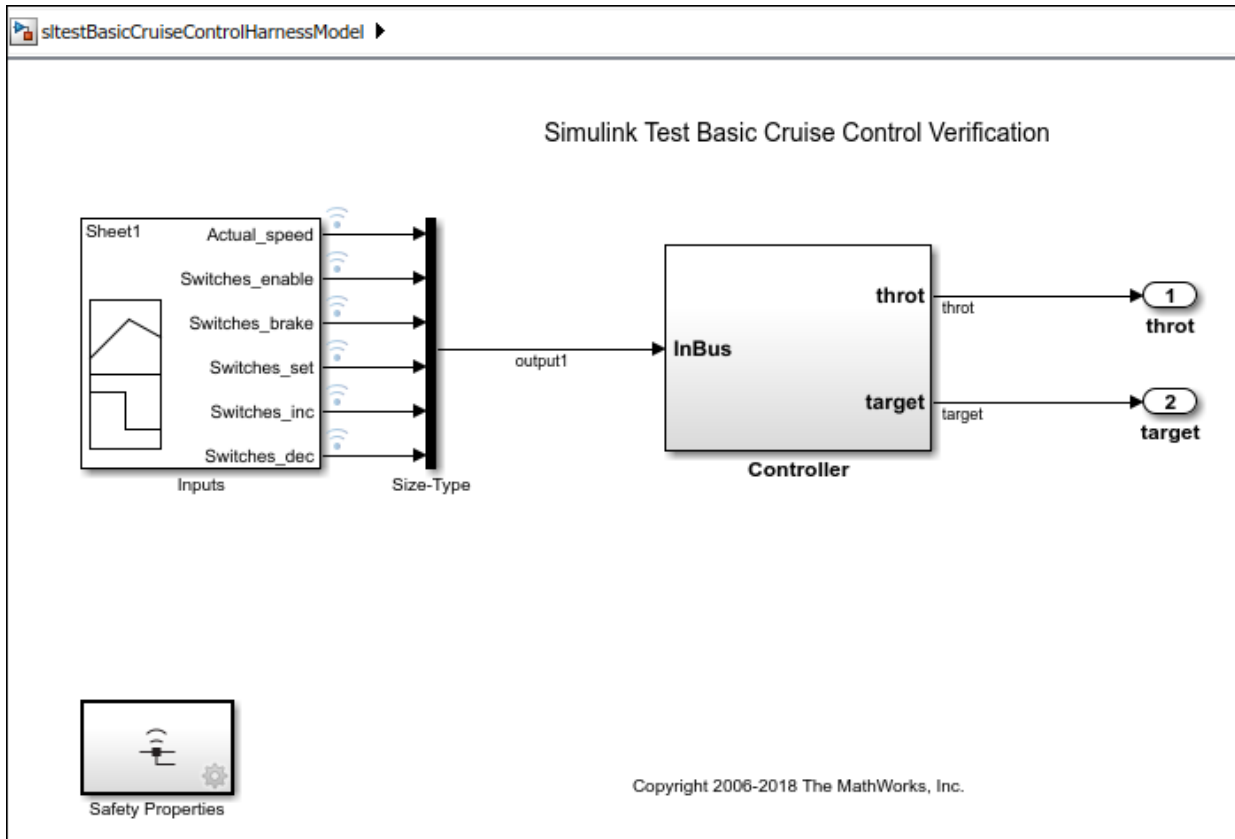 sltestBasicCruiseControlHarnessModel
Simulink Test Basic Cruise Control Verification
Sheet1
Actual_speed
Switches_enable
Switches_brake
Switches_set
Switches_inc
Switches_dec
Inputs
Size-Type
output1
InBus
throt
target
Controller
throt
1
throt
target
2
target
Safety Properties
Copyright 2006-2018 The MathWorks, Inc.